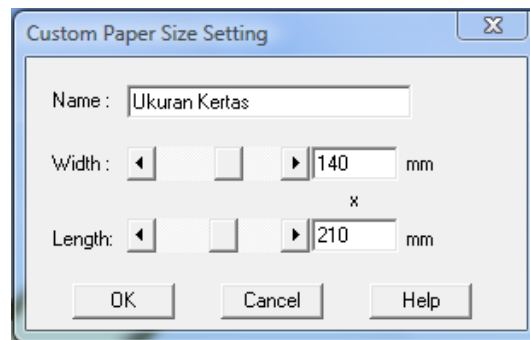 Custom Paper Size Setting
Name : Ukuran Kertas
Width : 140 mm
x
Length: 210 mm
OK Cancel Help